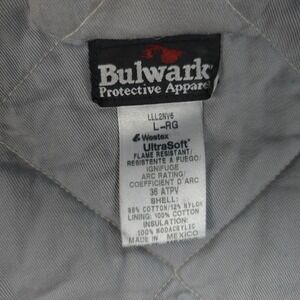 Bulwark
Protective Apparel
LLL2NV6
L-RG
Westex
UltraSoft
FLAME RESISTANT/
RESISTENTE A FUEGO/
IGNIFUGE
ARC RATING/
COEFFICIENT D'ARC
36 ATPV
SHELL:
88% COTTON/12% NYLON
LINING: 100% COTTON
INSULATION:
100% MODACRYLIC
MADE IN MEXICO